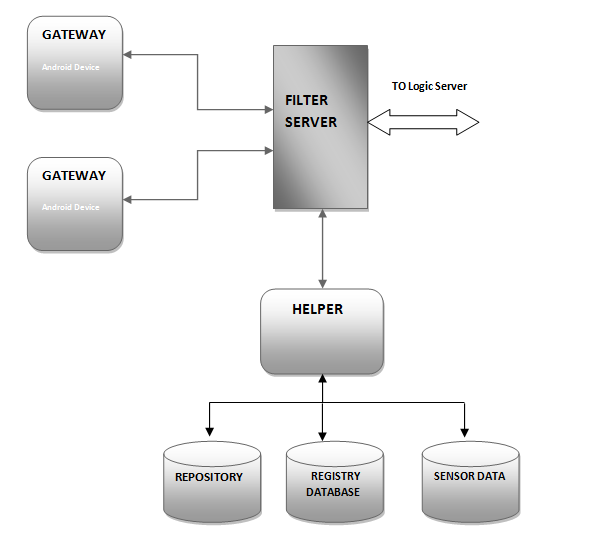 GATEWAY
Android Device
FILTER
SERVER
TO Logic Server
GATEWAY
Android Device
HELPER
REPOSITORY
REGISTRY
DATABASE
SENSOR DATA